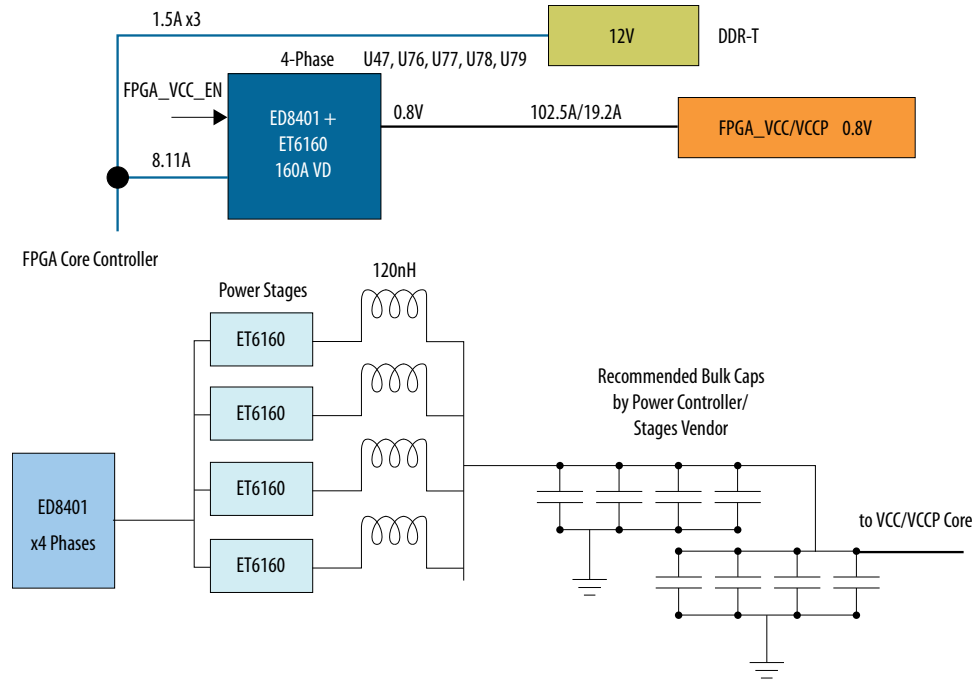 1.5A x3
12V
DDR-T
4-Phase
U47, U76, U77, U78, U79
FPGA_VCC_EN
ED8401 +
ET6160
160A VD
0.8V
102.5A/19.2A
FPGA_VCC/VCCP 0.8V
8.11A
FPGA Core Controller
120nH
Power Stages
ET6160
ET6160
ET6160
ET6160
ED8401
x4 Phases
Recommended Bulk Caps
by Power Controller/
Stages Vendor
to VCC/VCCP Core